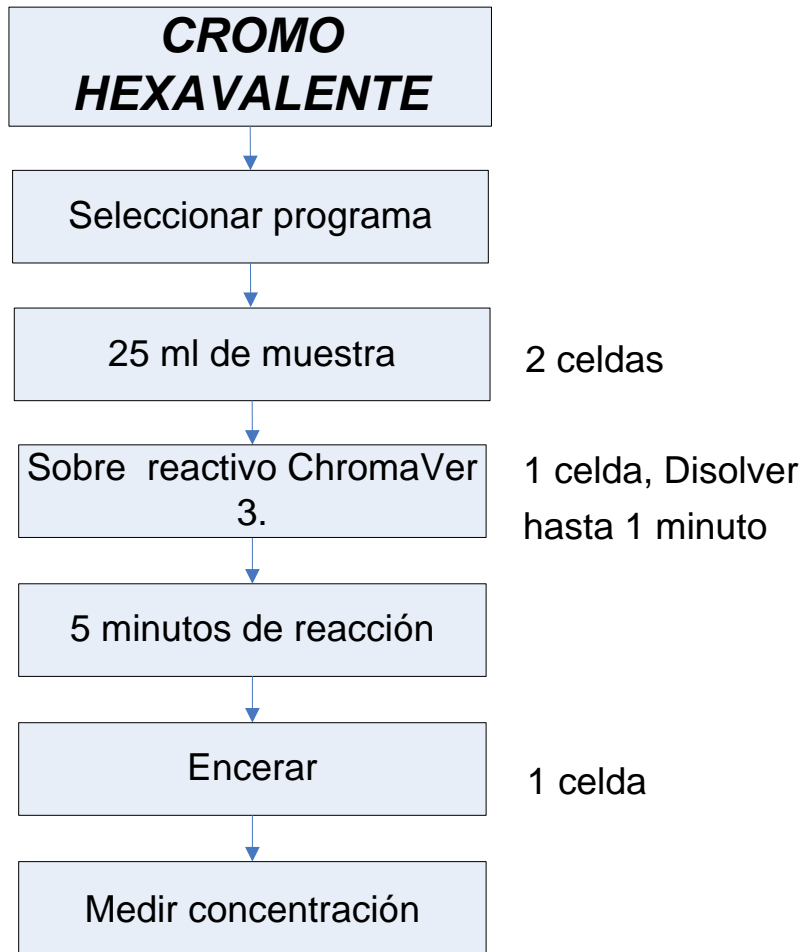 CROMO
HEXAVALENTE
Seleccionar programa
25 ml de muestra
2 celdas
Sobre reactivo ChromaVer
3.
1 celda, Disolver
hasta 1 minuto
5 minutos de reacción
Encerar
1 celda
Medir concentración